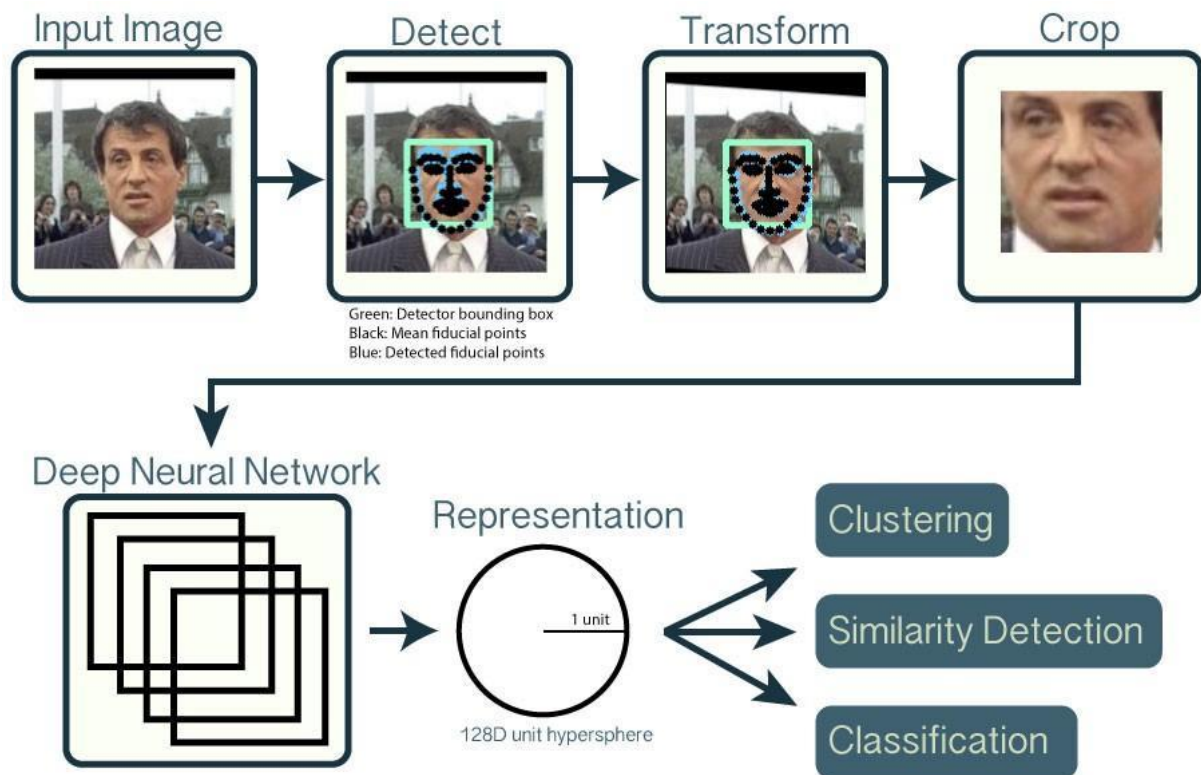 Input Image
Detect
Transform
Crop
Green: Detector bounding box
Black: Mean fiducial points
Blue: Detected fiducial points
Deep Neural Network
Representation
1 unit
128D unit hypersphere
Clustering
Similarity Detection
Classification